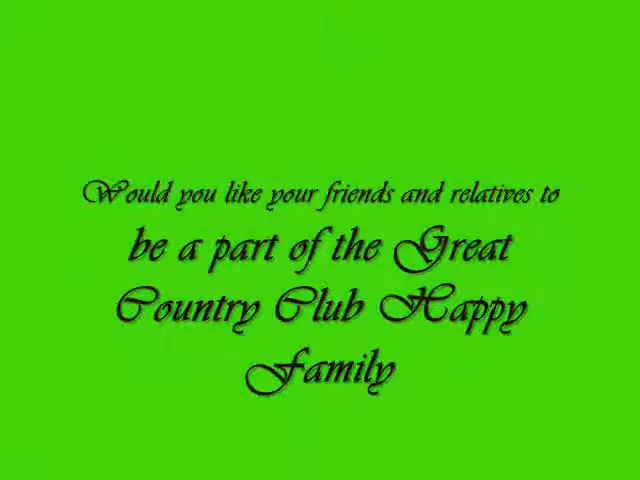 Would you like your friends and relatives to
be a part of the Great
Country Club Happy
Family